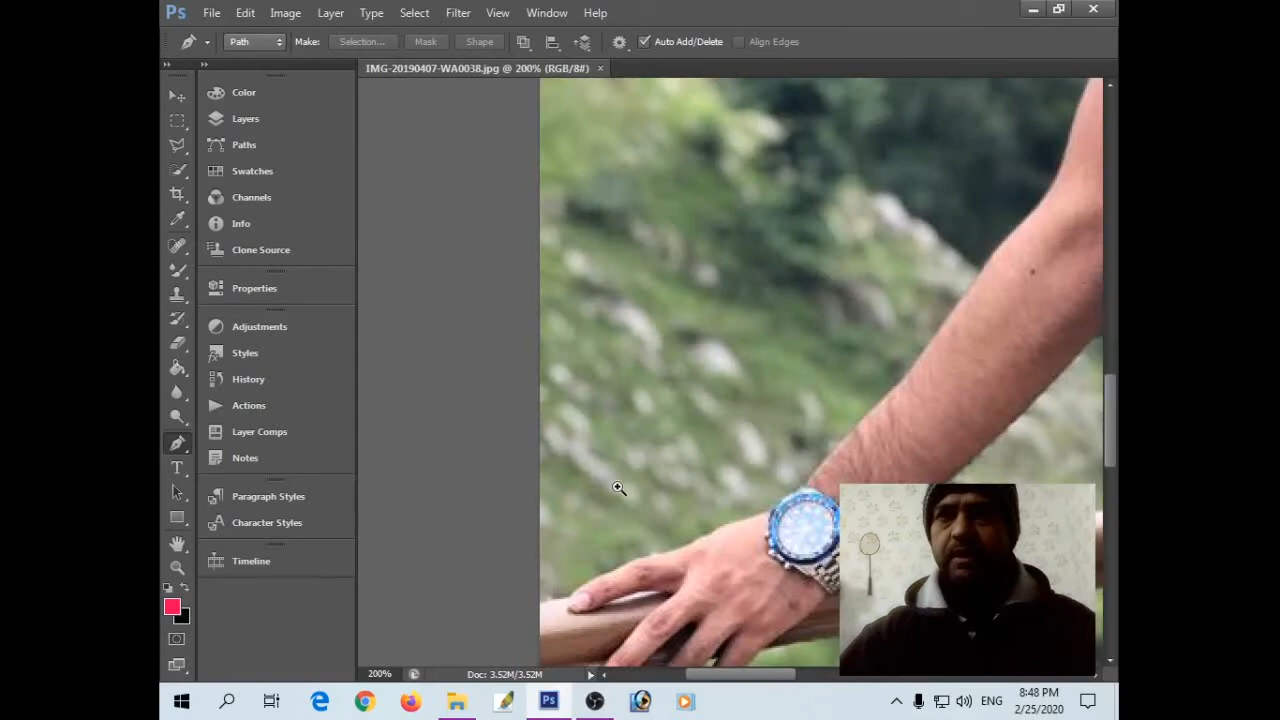 Ps File Edit Image Layer Type Select Filter View Window Help
Path Make: Selection... Mask Shape Auto Add/Delete Align Edges
IMG-20190407-WA0038.jpg @ 200% (RGB/8#) ×
Color
Layers
Paths
Swatches
Channels
Info
Clone Source
Properties
Adjustments
Styles
History
Actions
Layer Comps
Notes
Paragraph Styles
Character Styles
Timeline
200% Doc: 3.52M/3.52M
Ps ENG 8:48 PM
2/25/2020